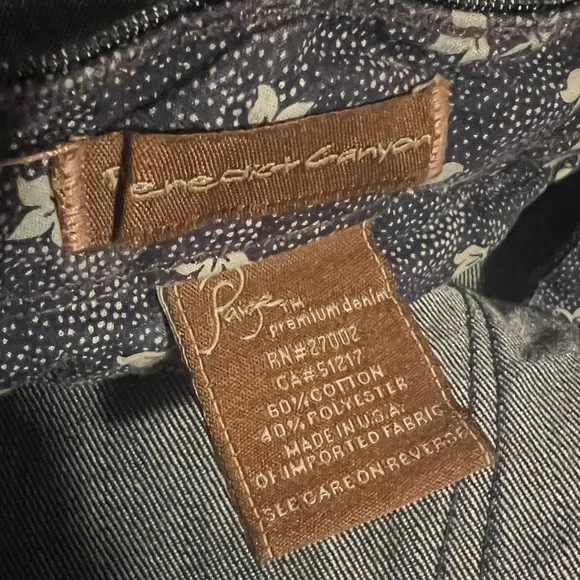 Benedict Canyon
Paige TM
premium denim
RN#27002
CA#51217
60% COTTON
40% POLYESTER
MADE IN U.S.A.
OF IMPORTED FABRIC
SEE CARE ON REVERSE